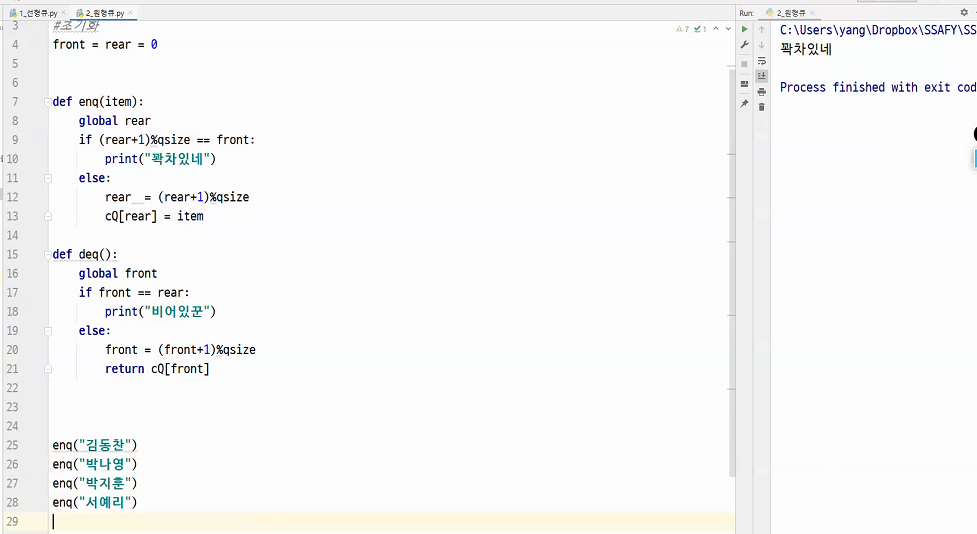 1_선형큐.py
2_원형큐.py
3 #초기화
4 front = rear = 0
5
6
7 def enq(item):
8 global rear
9 if (rear+1)%qsize == front:
10 print("꽉차있네")
11 else:
12 rear = (rear+1)%qsize
13 cQ[rear] = item
14
15 def deq():
16 global front
17 if front == rear:
18 print("비어있꾼")
19 else:
20 front = (front+1)%qsize
21 return cQ[front]
22
23
24
25 enq("김동찬")
26 enq("박나영")
27 enq("박지훈")
28 enq("서예리")
29
7 1
Run: 2_원형큐
C:\Users\yang\Dropbox\SSAFY\SS
꽉차있네
Process finished with exit cod